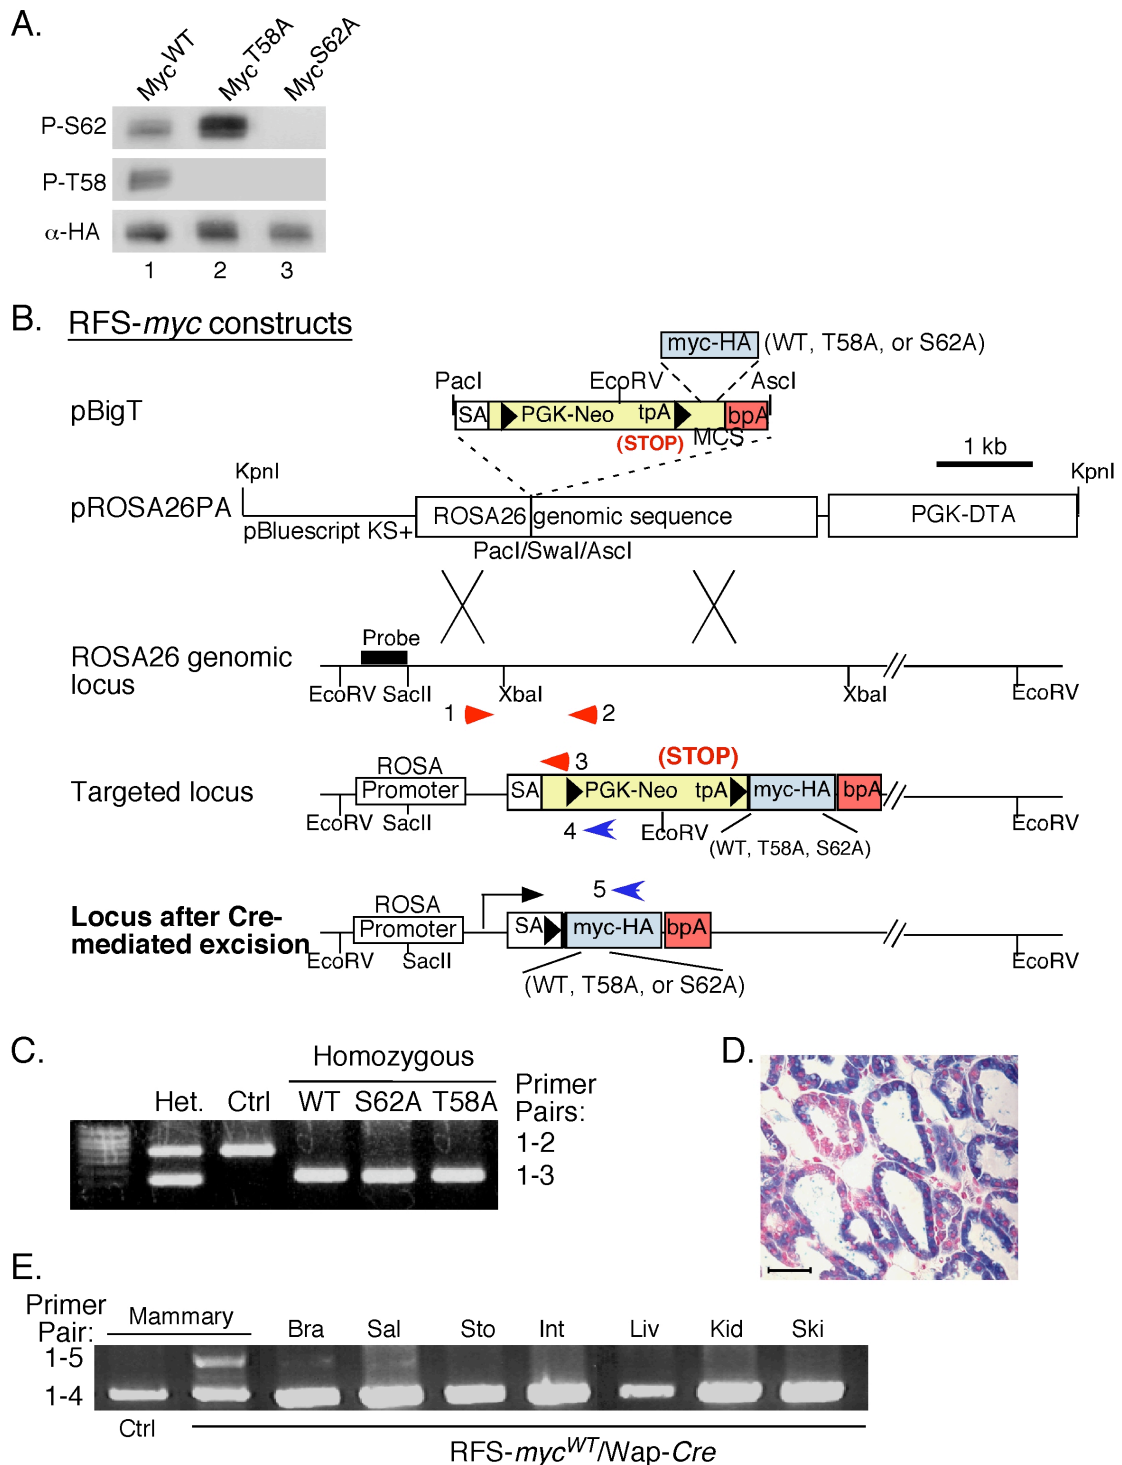 A.
Myc^WT Myc^T58A Myc^S62A
P-S62
P-T58
α-HA
1 2 3
B. RFS-myc constructs
myc-HA (WT, T58A, or S62A)
PacI EcoRV AscI
pBigT SA PGK-Neo tpA bpA
(STOP) MCS
1 kb
KpnI KpnI
pROSA26PA ROSA26 genomic sequence PGK-DTA
pBluescript KS+
PacI/SwaI/AscI
Probe
ROSA26 genomic
locus
EcoRV SacII XbaI XbaI EcoRV
1 2
ROSA 3 (STOP)
Targeted locus Promoter SA PGK-Neo tpA myc-HA bpA
EcoRV SacII 4 EcoRV EcoRV
(WT, T58A, S62A)
5
ROSA
Locus after Cre-
mediated excision Promoter SA myc-HA bpA
EcoRV SacII EcoRV
(WT, T58A, or S62A)
C. D.
Homozygous
Het. Ctrl WT S62A T58A
Primer
Pairs:
1-2
1-3
E.
Primer
Pair:
Mammary Bra Sal Sto Int Liv Kid Ski
1-5
1-4
Ctrl
RFS-myc^WT/Wap-Cre